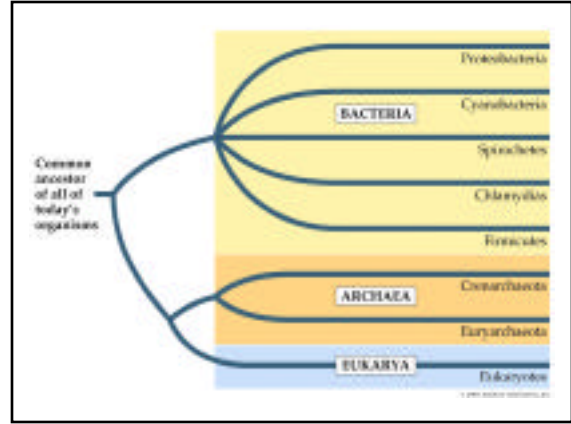 Proteobacteria
Cyanobacteria
BACTERIA
Spirochetes
Common
ancestor
of all of
today's
organisms
Chlamydias
Firmicutes
Crenarchaeota
ARCHAEA
Euryarchaeota
EUKARYA
Eukaryotes